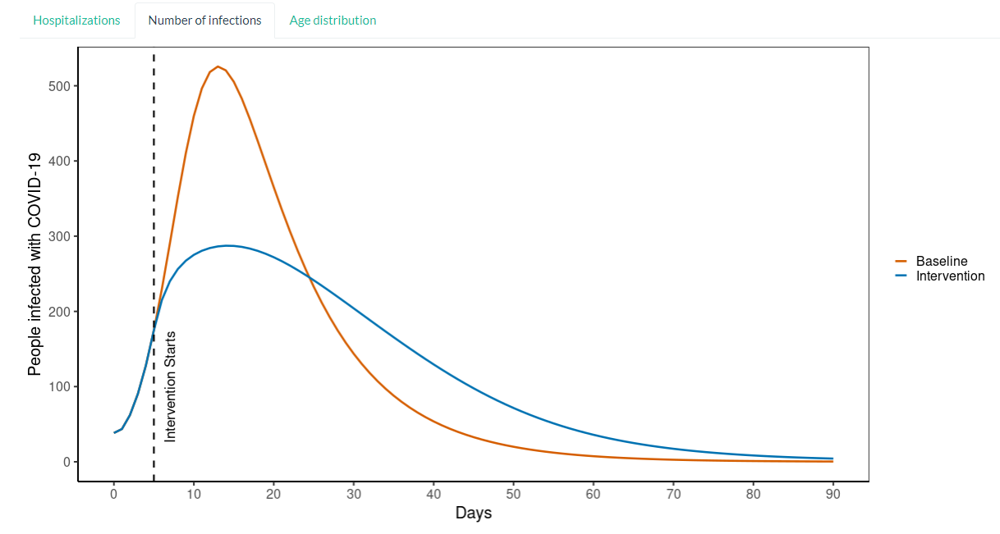 Hospitalizations
Number of infections
Age distribution
People infected with COVID-19
500
400
300
200
100
0
Intervention Starts
0 10 20 30 40 50 60 70 80 90
Days
Baseline
Intervention